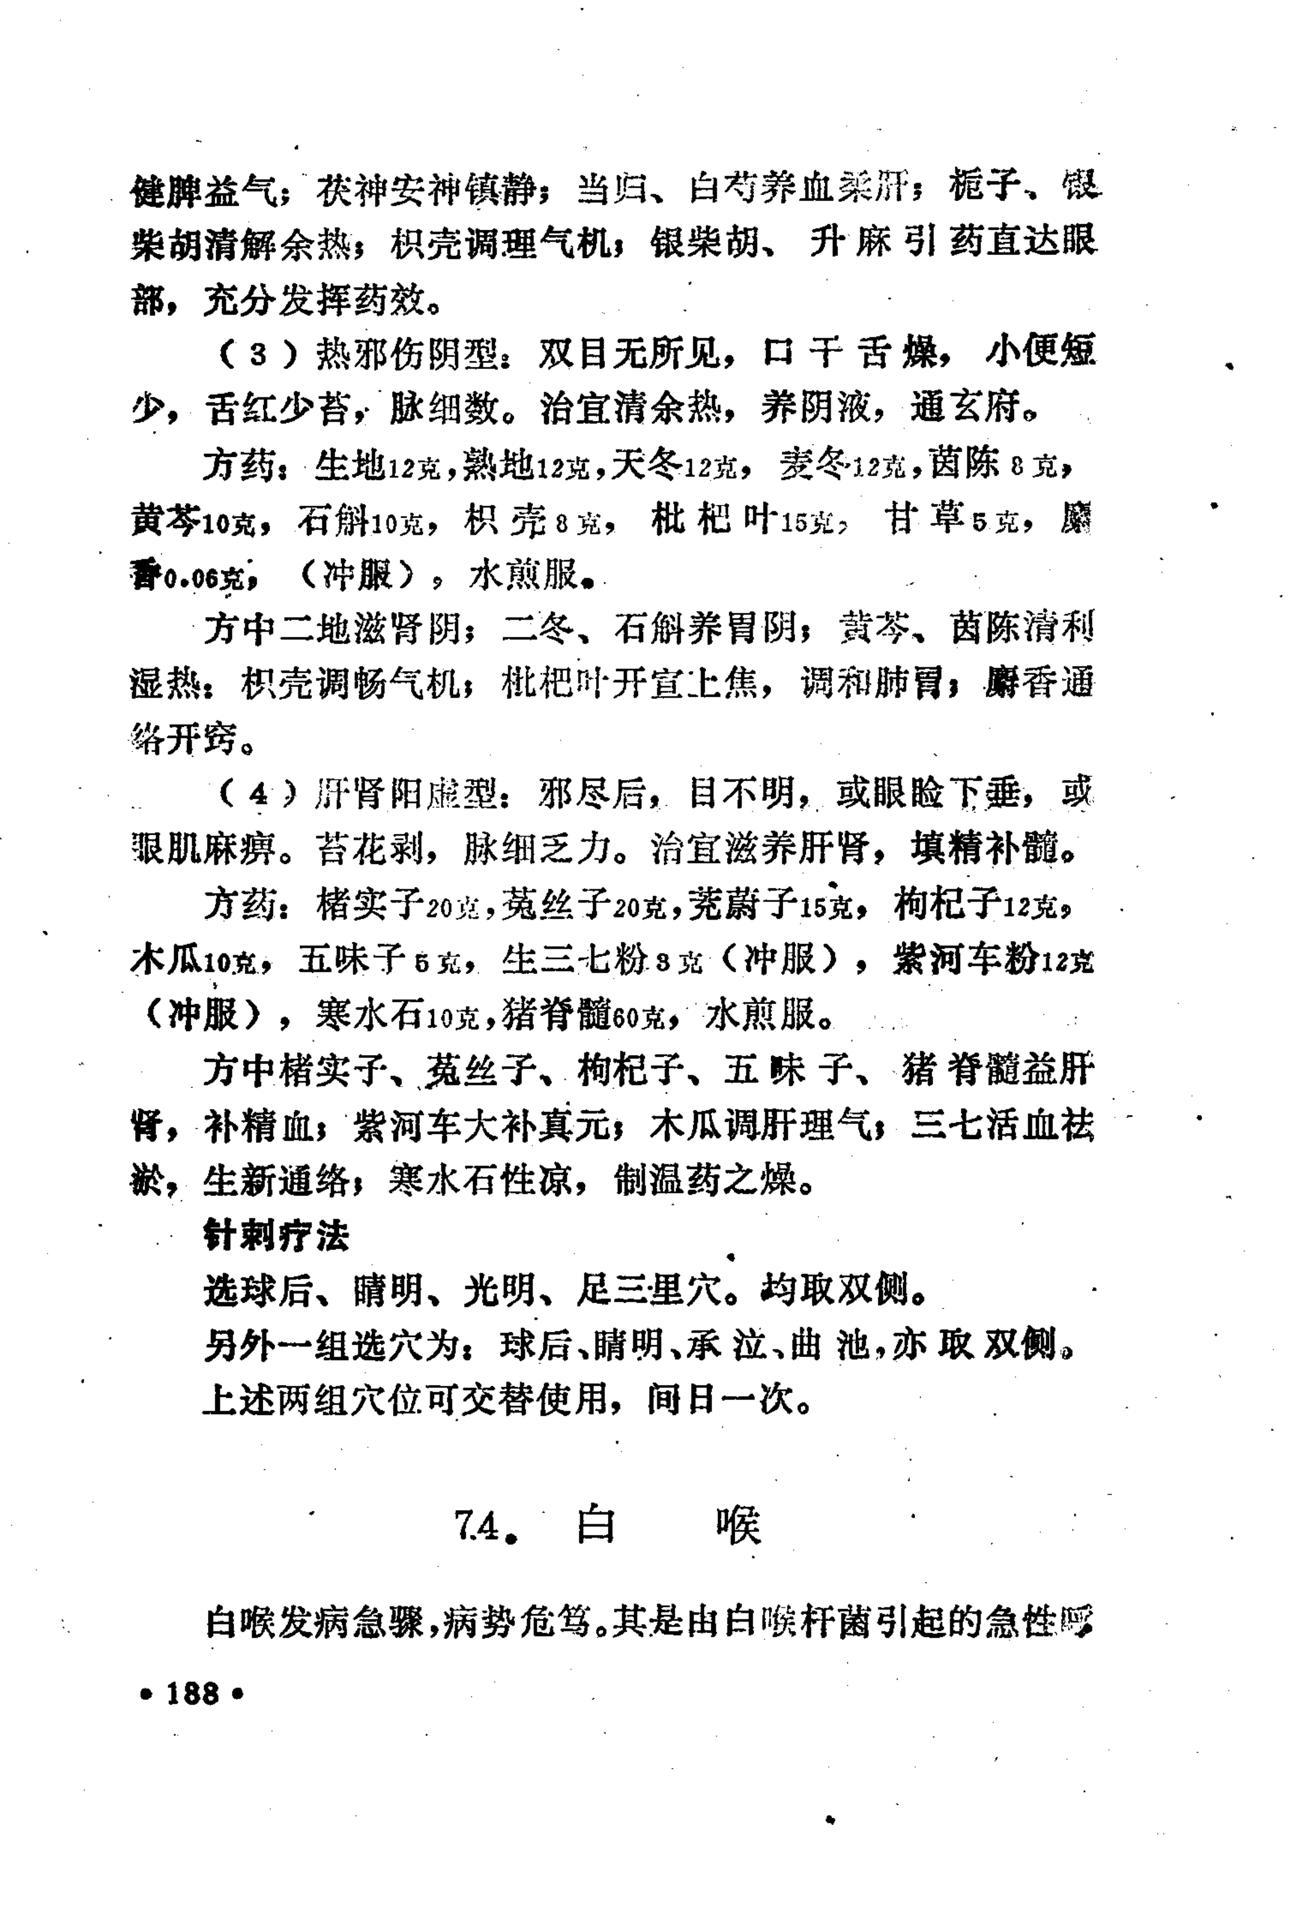 健脾益气；茯神安神镇静；当归、白芍养血柔肝；栀子、银
柴胡清解余热；枳壳调理气机；银柴胡、升麻引药直达眼
部，充分发挥药效。
（3）热邪伤阴型：双目无所见，口干舌燥，小便短
少，舌红少苔，脉细数。治宜清余热，养阴液，通玄府。
方药：生地12克，熟地12克，天冬12克，麦冬12克，茵陈8克，
黄芩10克，石斛10克，枳壳8克，枇杷叶15克，甘草5克，麝
香0.06克，（冲服），水煎服。
方中二地滋肾阴；二冬、石斛养胃阴；黄芩、茵陈清利
湿热；枳壳调畅气机；枇杷叶开宣上焦，调和肺胃；麝香通
络开窍。
（4）肝肾阳虚型：邪尽后，目不明，或眼睑下垂，或
眼肌麻痹。苔花剥，脉细乏力。治宜滋养肝肾，填精补髓。
方药：楮实子20克，菟丝子20克，茺蔚子15克，枸杞子12克，
木瓜10克，五味子5克，生三七粉3克（冲服），紫河车粉12克
（冲服），寒水石10克，猪脊髓60克，水煎服。
方中楮实子、菟丝子、枸杞子、五味子、猪脊髓益肝
肾，补精血；紫河车大补真元；木瓜调肝理气；三七活血祛
淤，生新通络；寒水石性凉，制温药之燥。
针刺疗法
选球后、睛明、光明、足三里穴。均取双侧。
另外一组选穴为：球后、睛明、承泣、曲池，亦取双侧。
上述两组穴位可交替使用，间日一次。
74．白 喉
白喉发病急骤，病势危笃。其是由白喉杆菌引起的急性呼
• 188 •